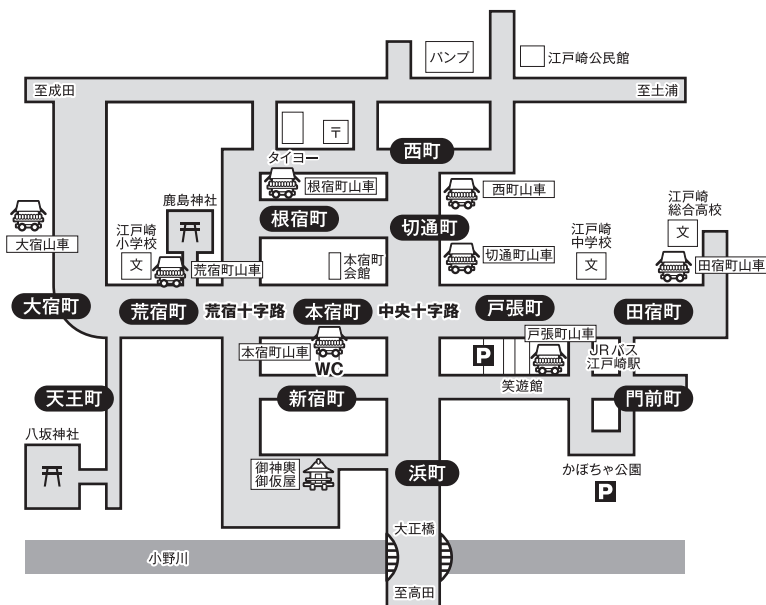 バンブ
江戸崎公民館
至成田
至土浦
〒
タイヨー
西町
根宿町山車
西町山車
鹿島神社
江戸崎
総合高校
文
根宿町
切通町
江戸崎
小学校
文
大宿山車
荒宿町山車
本宿町
会館
切通町山車
江戸崎
中学校
文
田宿町山車
大宿町
荒宿町
荒宿十字路
本宿町
中央十字路
戸張町
田宿町
戸張町山車
本宿町山車
WC
P
JRバス
江戸崎駅
笑遊館
天王町
新宿町
門前町
八坂神社
御神輿
御仮屋
浜町
かぼちゃ公園
P
大正橋
小野川
至高田